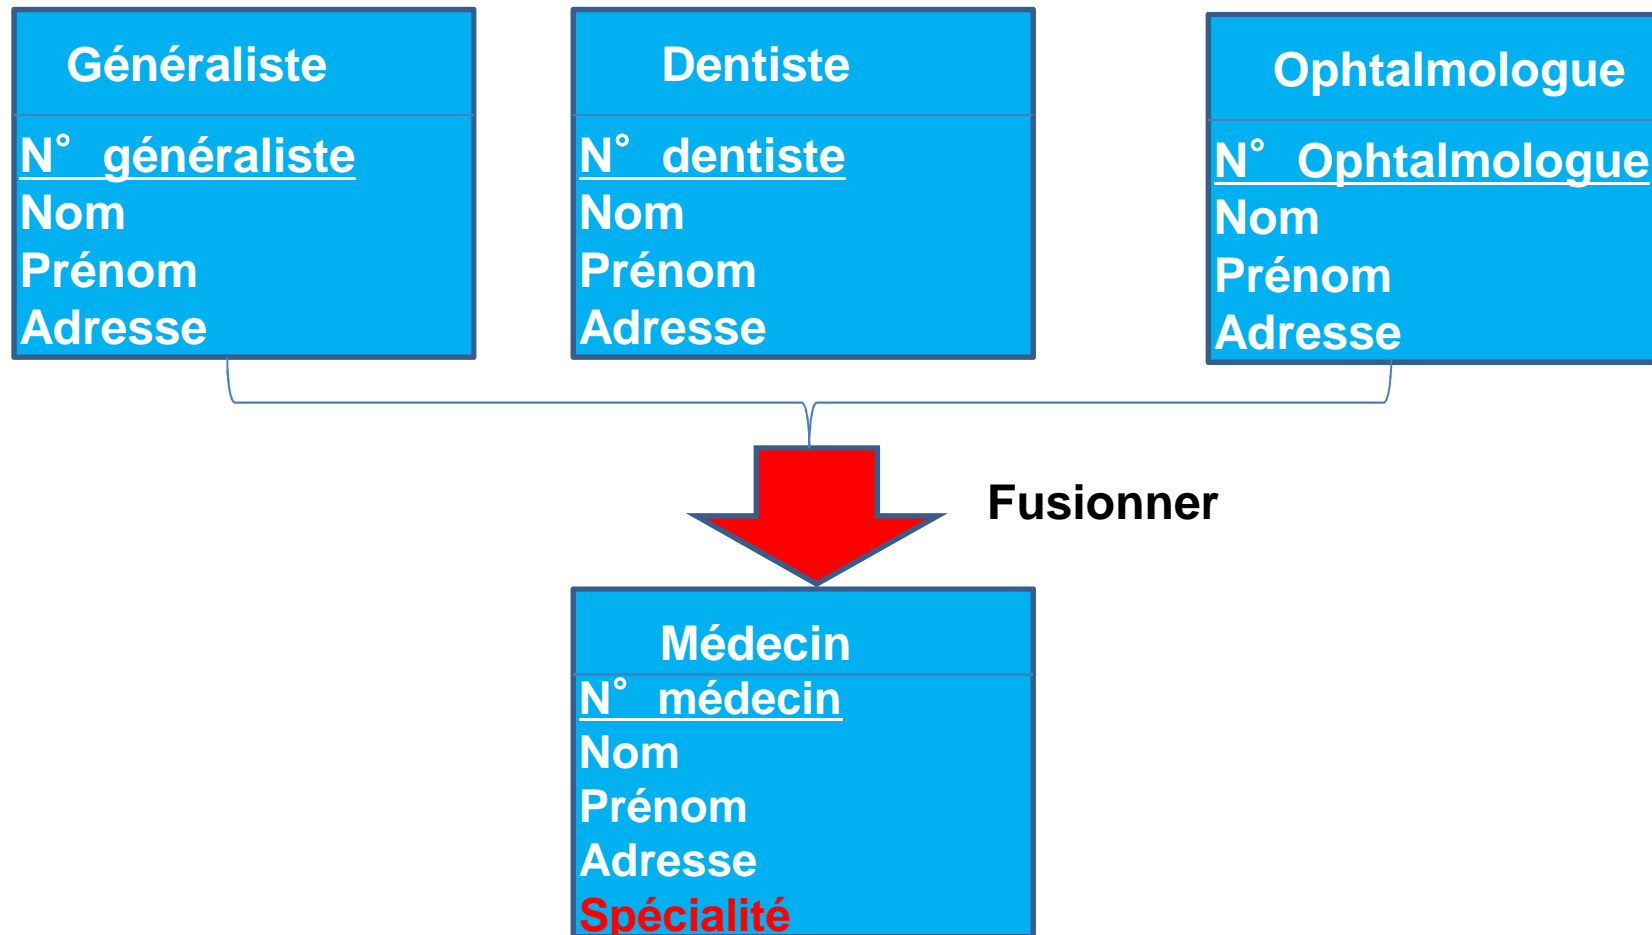 Généraliste
N° généraliste
Nom
Prénom
Adresse
Dentiste
N° dentiste
Nom
Prénom
Adresse
Ophtalmologue
N° Ophtalmologue
Nom
Prénom
Adresse
Fusionner
Médecin
N° médecin
Nom
Prénom
Adresse
Spécialité